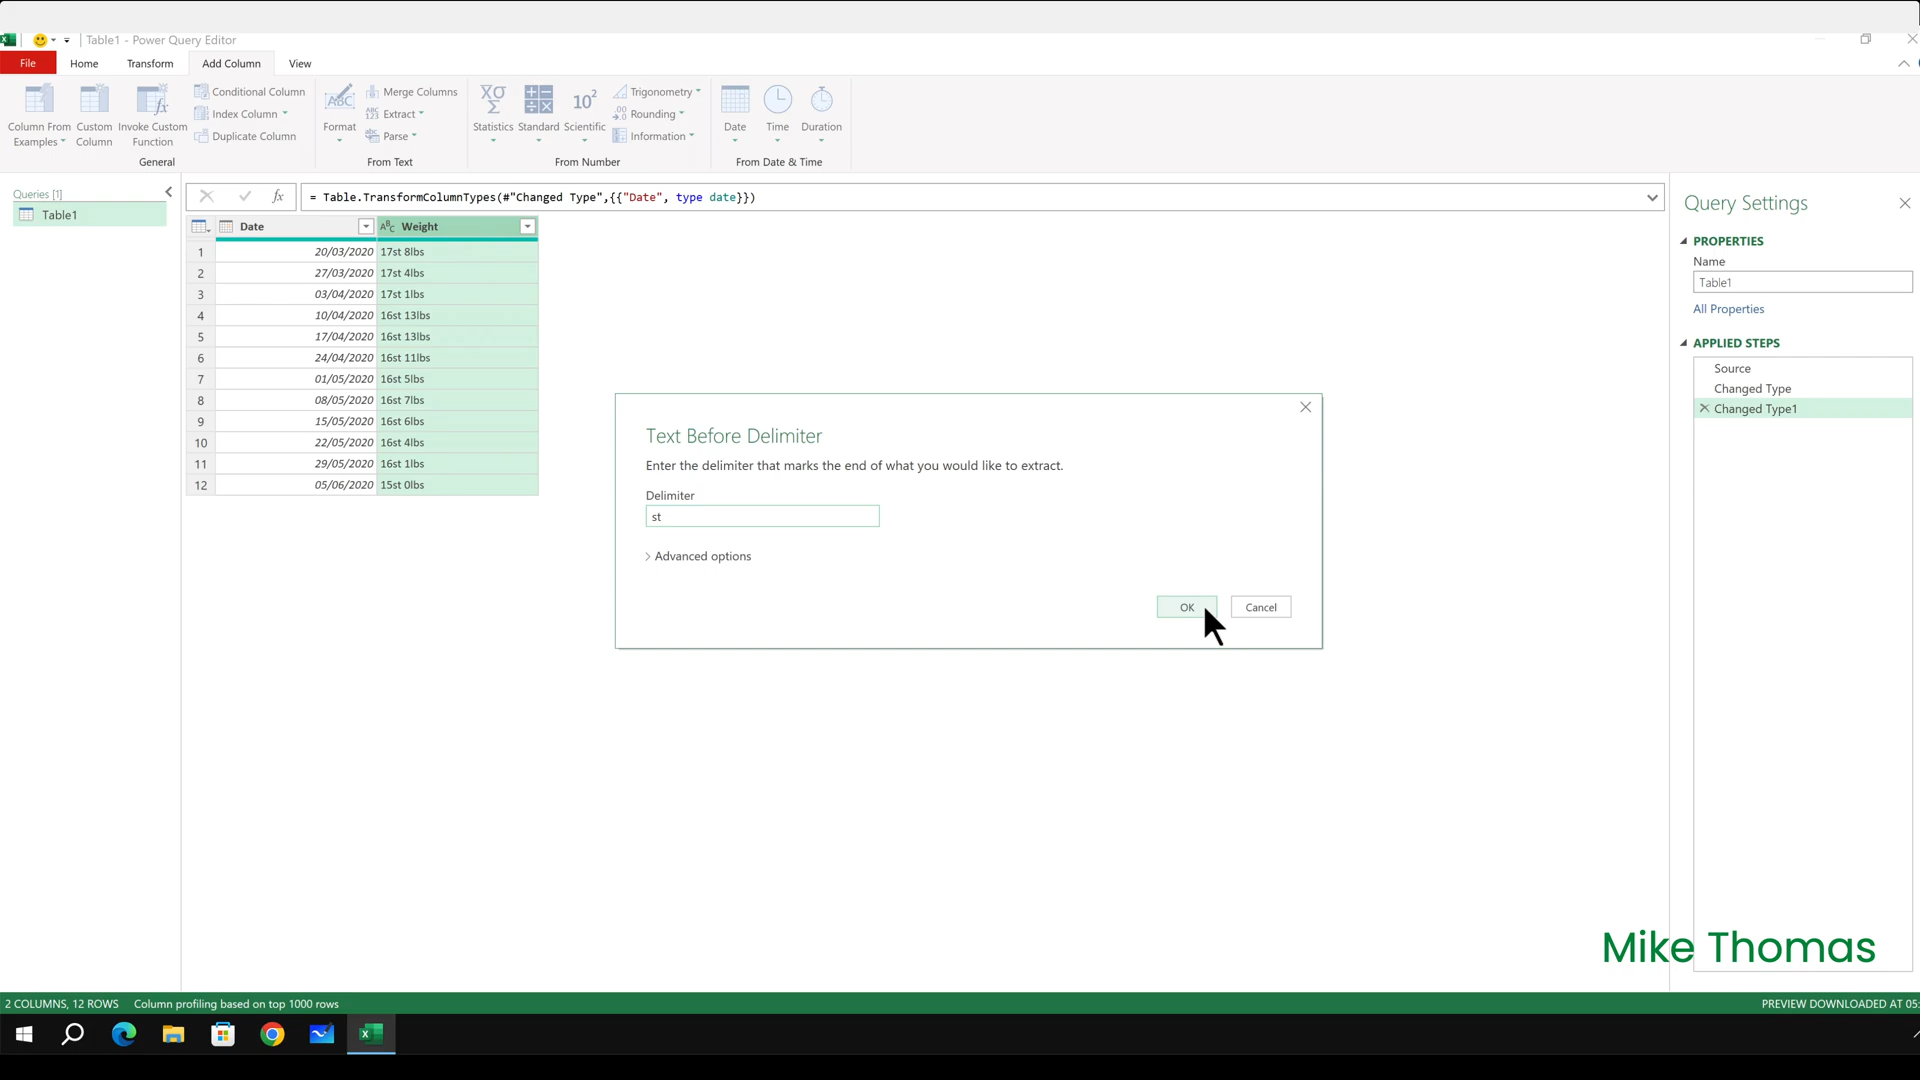 Table1 - Power Query Editor
File Home Transform Add Column View
Column From Examples
Custom Column
Invoke Custom Function
Conditional Column
Index Column
Duplicate Column
General
Format
Merge Columns
Extract
Parse
From Text
Statistics
Standard
Scientific
Trigonometry
Rounding
Information
From Number
Date
Time
Duration
From Date & Time
Queries [1]
Table1
fx = Table.TransformColumnTypes(#"Changed Type",{{"Date", type date}})
Date Weight
1 20/03/2020 17st 8lbs
2 27/03/2020 17st 4lbs
3 03/04/2020 17st 1lbs
4 10/04/2020 16st 13lbs
5 17/04/2020 16st 13lbs
6 24/04/2020 16st 11lbs
7 01/05/2020 16st 5lbs
8 08/05/2020 16st 7lbs
9 15/05/2020 16st 6lbs
10 22/05/2020 16st 4lbs
11 29/05/2020 16st 1lbs
12 05/06/2020 15st 0lbs
Text Before Delimiter
Enter the delimiter that marks the end of what you would like to extract.
Delimiter
st
Advanced options
OK Cancel
Query Settings
PROPERTIES
Name
Table1
All Properties
APPLIED STEPS
Source
Changed Type
Changed Type1
Mike Thomas
2 COLUMNS, 12 ROWS Column profiling based on top 1000 rows
PREVIEW DOWNLOADED AT 05: